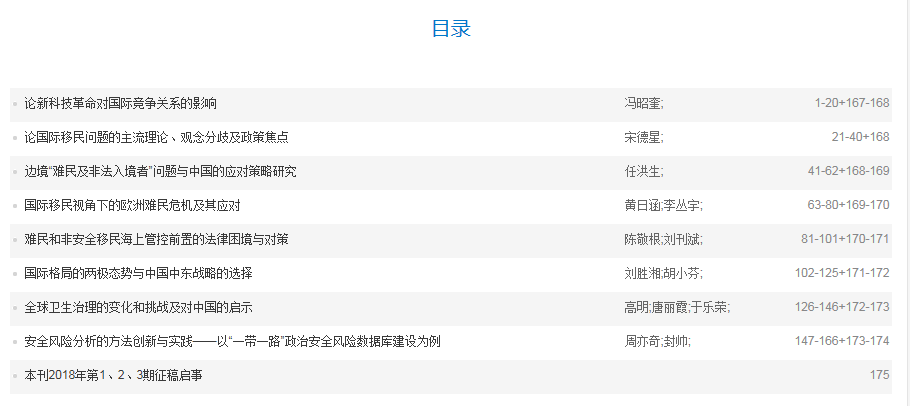 目录
论新科技革命对国际竞争关系的影响 冯昭奎; 1-20+167-168
论国际移民问题的主流理论、观念分歧及政策焦点 宋德星; 21-40+168
边境“难民及非法入境者”问题与中国的应对策略研究 任洪生; 41-62+168-169
国际移民视角下的欧洲难民危机及其应对 黄日涵;李丛宇; 63-80+169-170
难民和非安全移民海上管控前置的法律困境与对策 陈敬根;刘刊斌; 81-101+170-171
国际格局的两极态势与中国中东战略的选择 刘胜湘;胡小芬; 102-125+171-172
全球卫生治理的变化和挑战及对中国的启示 高明;唐丽霞;于乐荣; 126-146+172-173
安全风险分析的方法创新与实践——以“一带一路”政治安全风险数据库建设为例 周亦奇;封帅; 147-166+173-174
本刊2018年第1、2、3期征稿启事 175